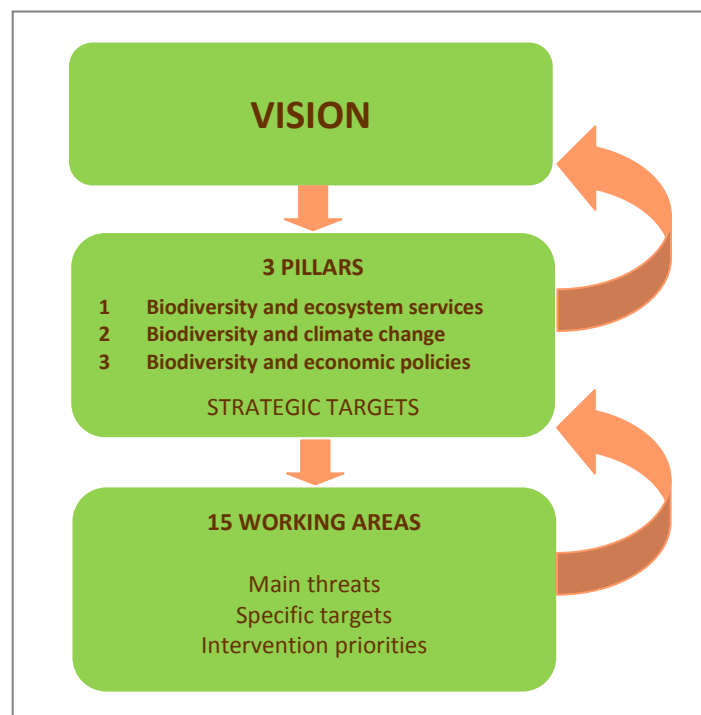 VISION
3 PILLARS
1 Biodiversity and ecosystem services
2 Biodiversity and climate change
3 Biodiversity and economic policies
STRATEGIC TARGETS
15 WORKING AREAS
Main threats
Specific targets
Intervention priorities